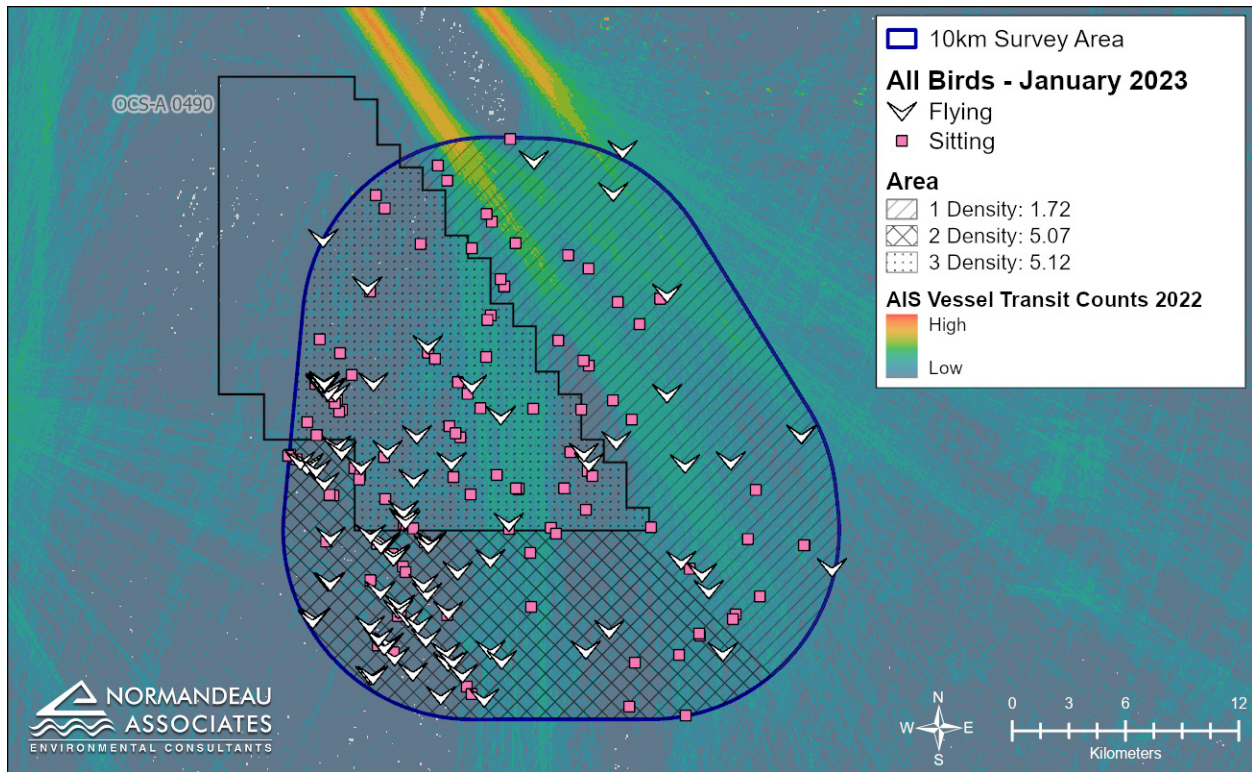 OCS-A 0490
10km Survey Area
All Birds - January 2023
Flying
Sitting
Area
1 Density: 1.72
2 Density: 5.07
3 Density: 5.12
AIS Vessel Transit Counts 2022
High
Low
NORMANDEAU
ASSOCIATES
ENVIRONMENTAL CONSULTANTS
N
W E
S
0 3 6 12
Kilometers